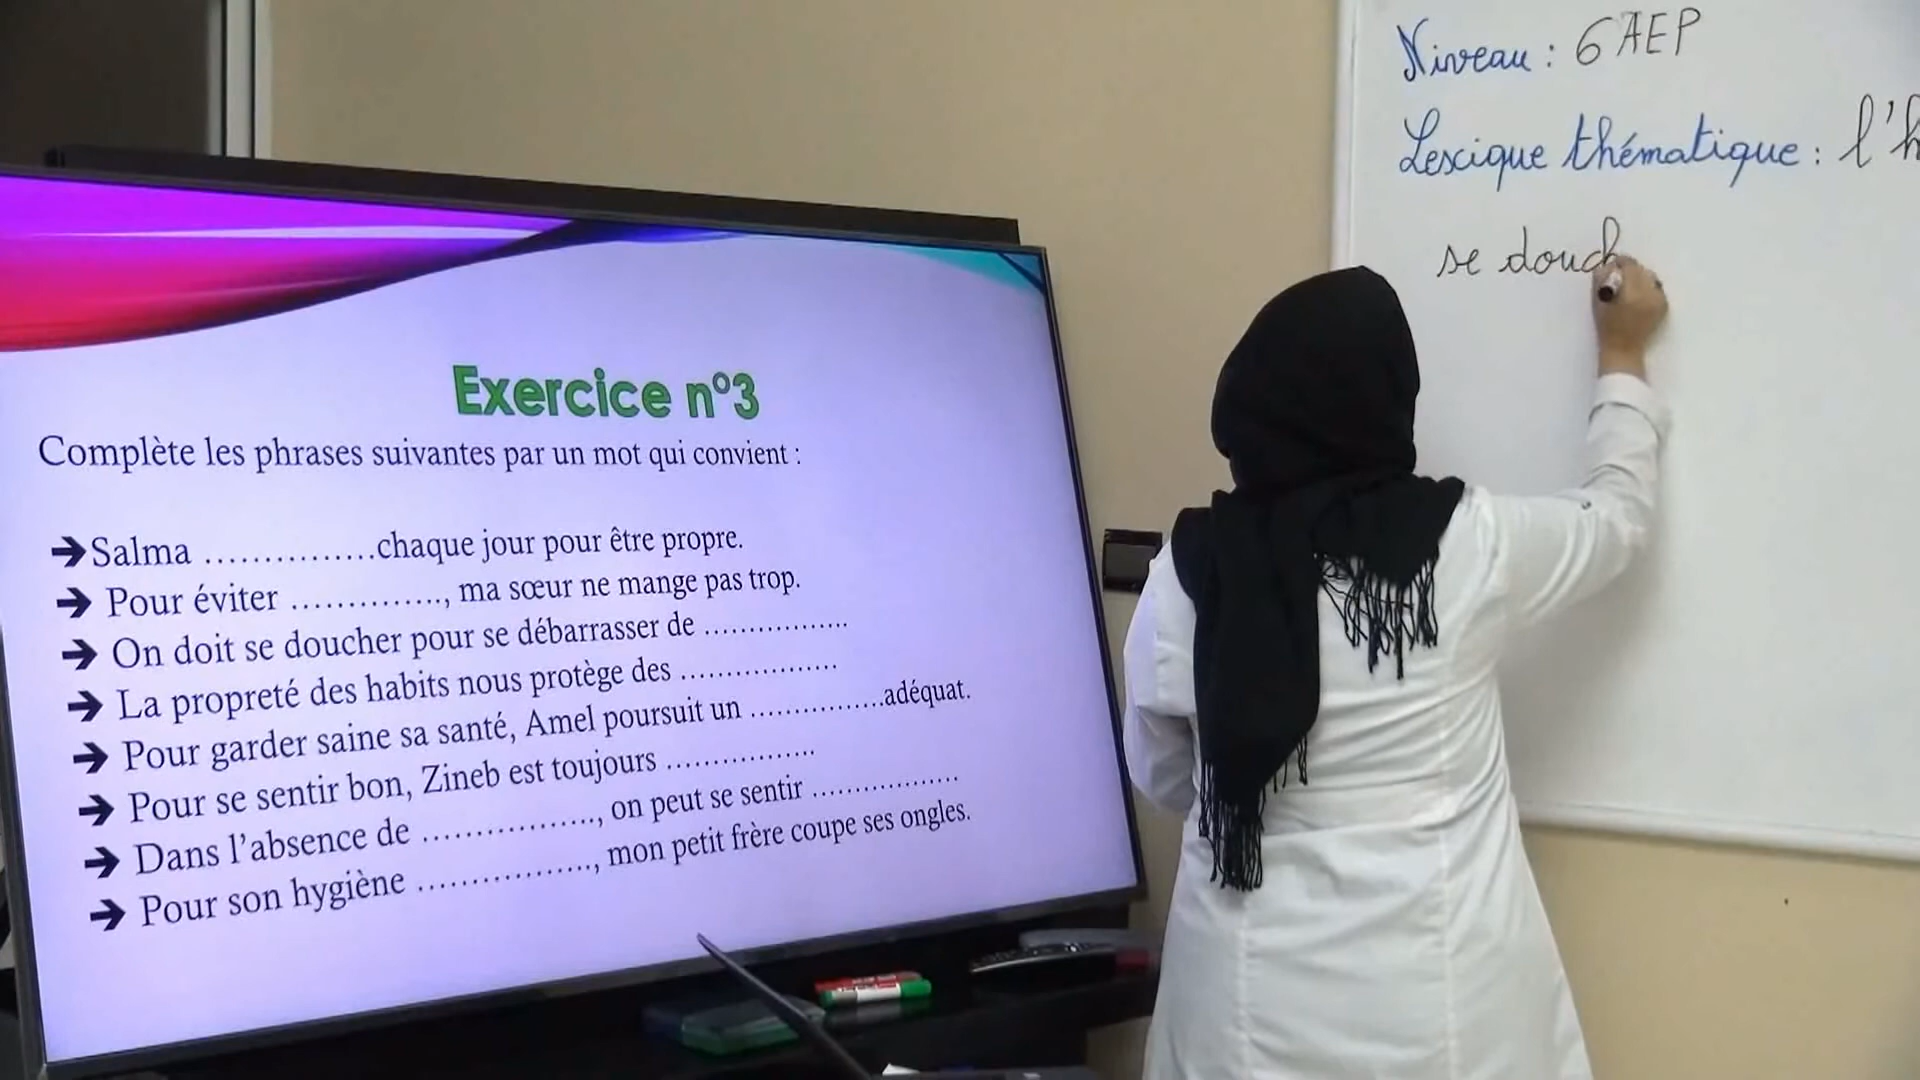 Niveau : 6 AEP
Lexique thématique : l'h
se douch
Exercice n°3
Complète les phrases suivantes par un mot qui convient :
➔ Salma ...............chaque jour pour être propre.
➔ Pour éviter .............., ma sœur ne mange pas trop.
➔ On doit se doucher pour se débarrasser de .................
➔ La propreté des habits nous protège des ..................
➔ Pour garder saine sa santé, Amel poursuit un ................adéquat.
➔ Pour se sentir bon, Zineb est toujours .................
➔ Dans l’absence de .................., on peut se sentir .................
➔ Pour son hygiène .................., mon petit frère coupe ses ongles.